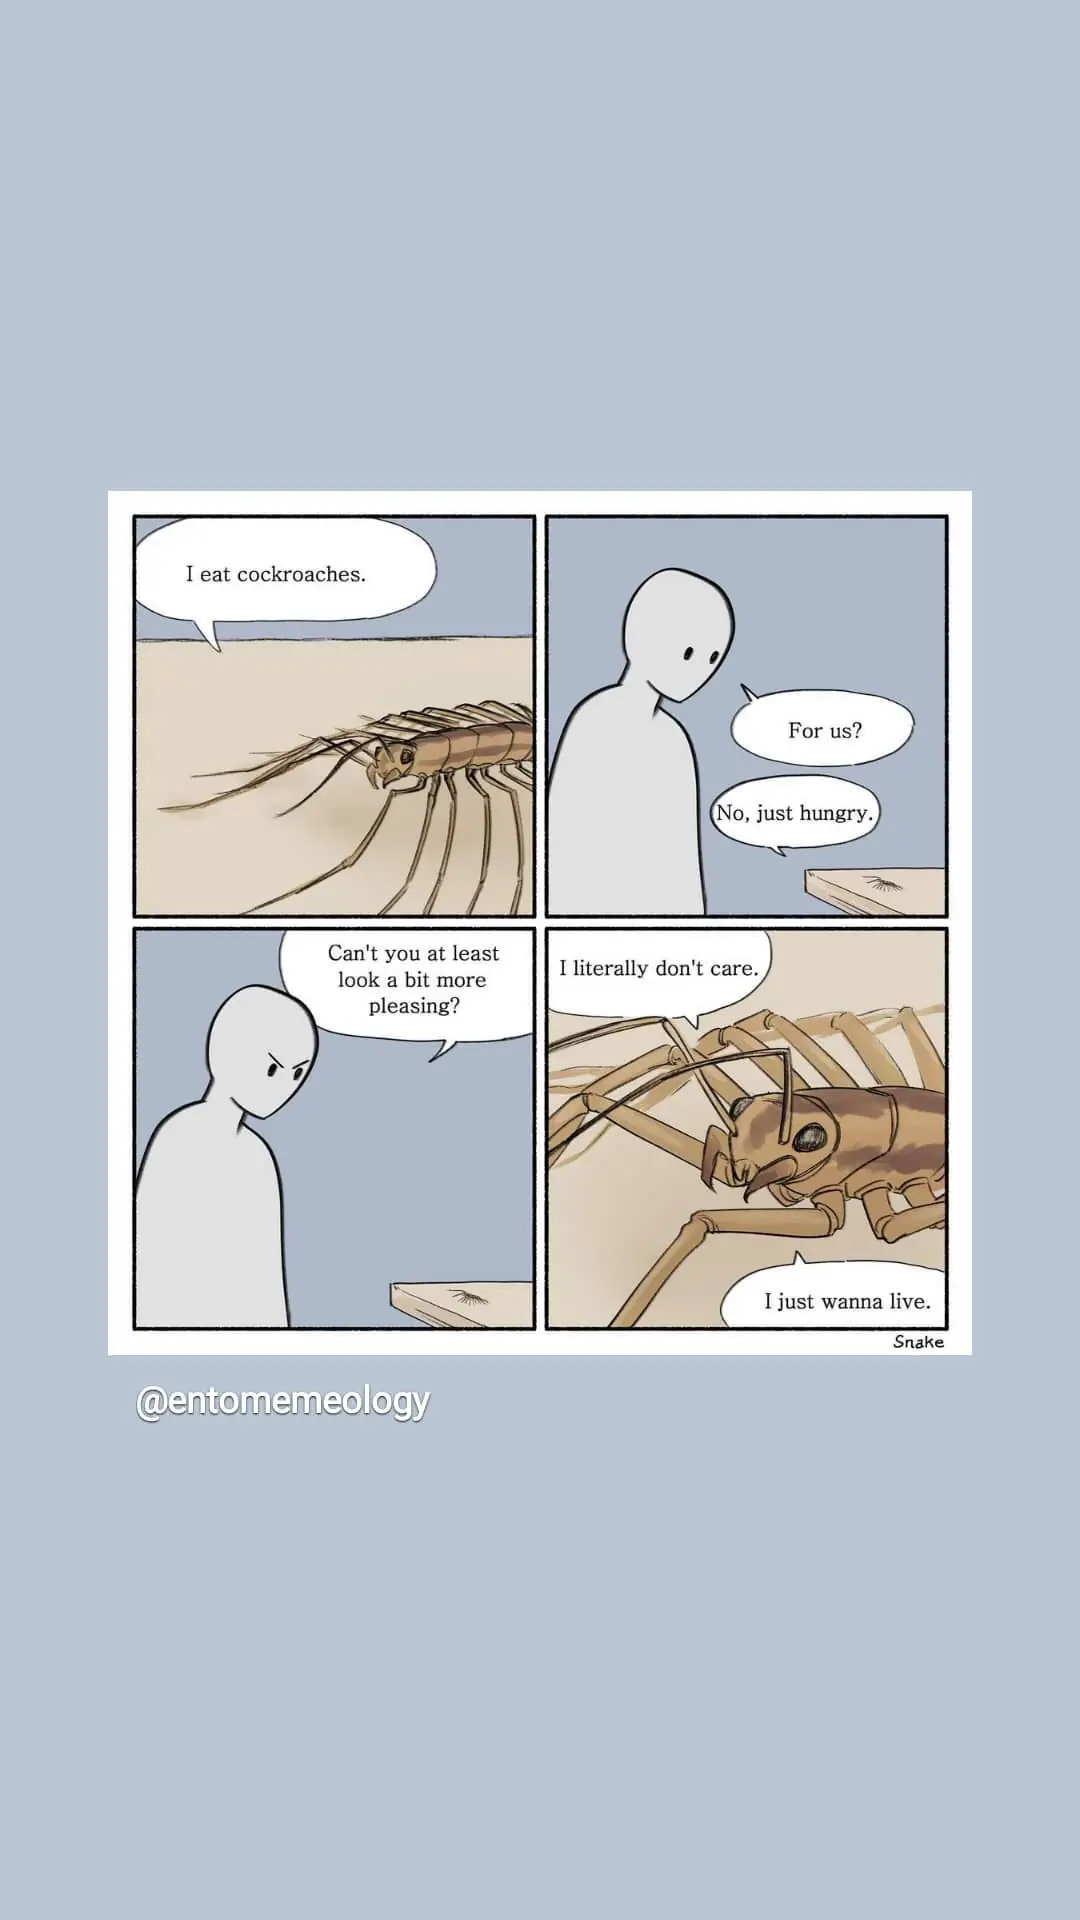 I eat cockroaches.
For us?
No, just hungry.
Can't you at least
look a bit more
pleasing?
I literally don't care.
I just wanna live.
Snake
@entomemeology